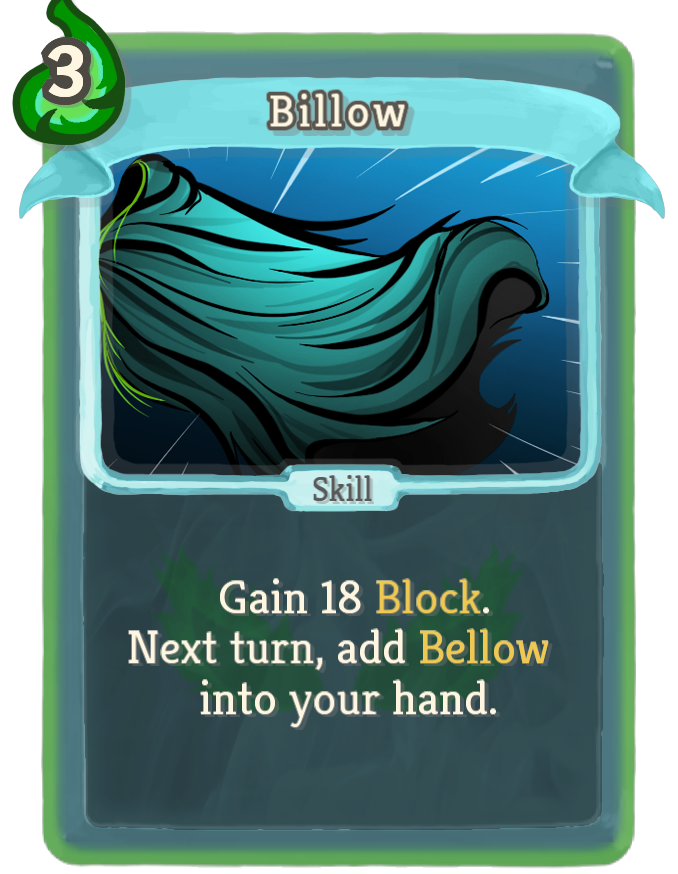 3
Billow
Skill
Gain 18 Block.
Next turn, add Bellow
into your hand.